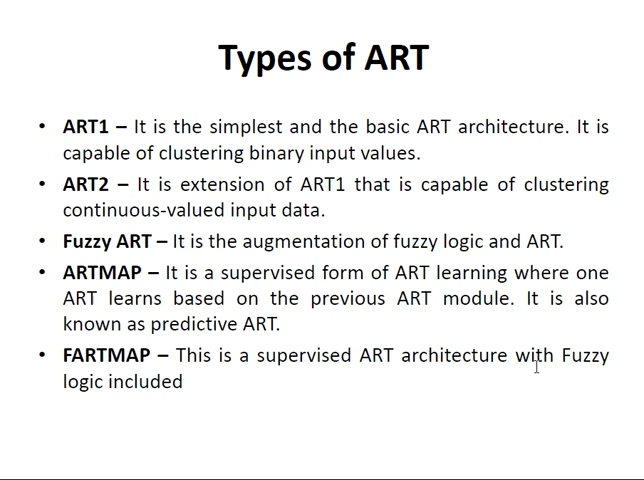 Types of ART
• ART1 – It is the simplest and the basic ART architecture. It is
capable of clustering binary input values.
• ART2 – It is extension of ART1 that is capable of clustering
continuous-valued input data.
• Fuzzy ART – It is the augmentation of fuzzy logic and ART.
• ARTMAP – It is a supervised form of ART learning where one
ART learns based on the previous ART module. It is also
known as predictive ART.
• FARTMAP – This is a supervised ART architecture with Fuzzy
logic included